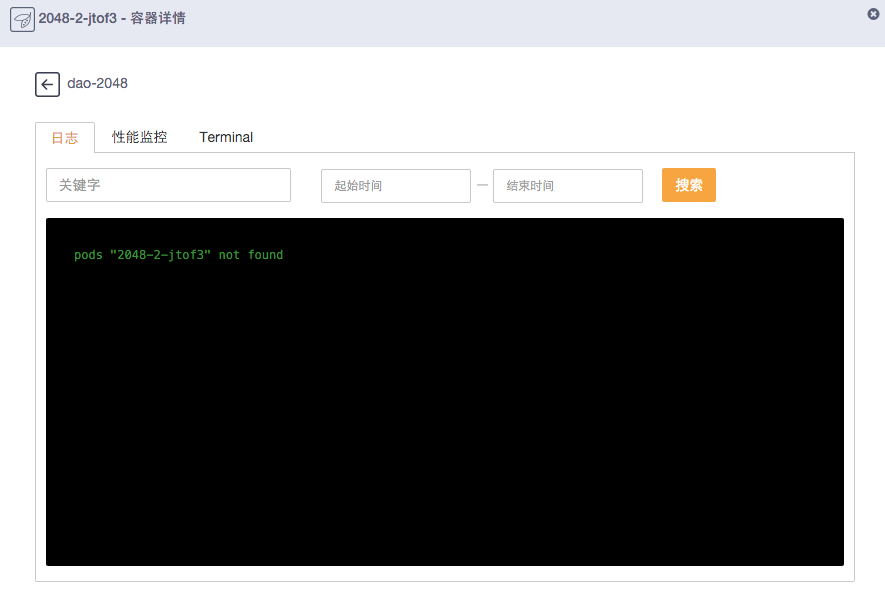 2048-2-jtof3 - 容器详情
dao-2048
日志 性能监控 Terminal
关键字 起始时间 — 结束时间 搜索
pods "2048-2-jtof3" not found